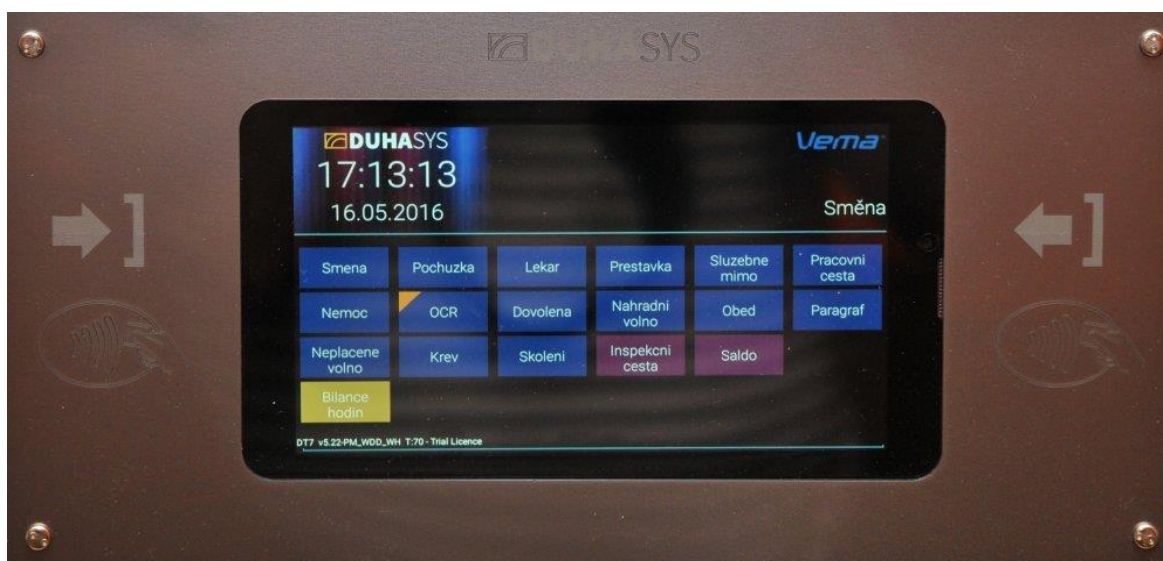 DUHASYS
DUHASYS
Vema
17:13:13
16.05.2016
Směna
Smena
Pochuzka
Lekar
Prestavka
Sluzebne
mimo
Pracovni
cesta
Nemoc
OCR
Dovolena
Nahradni
volno
Obed
Paragraf
Neplacene
volno
Krev
Skoleni
Inspekcni
cesta
Saldo
Bilance
hodin
DT7 v5.22-PM_WDD_WH T:70 - Trial Licence